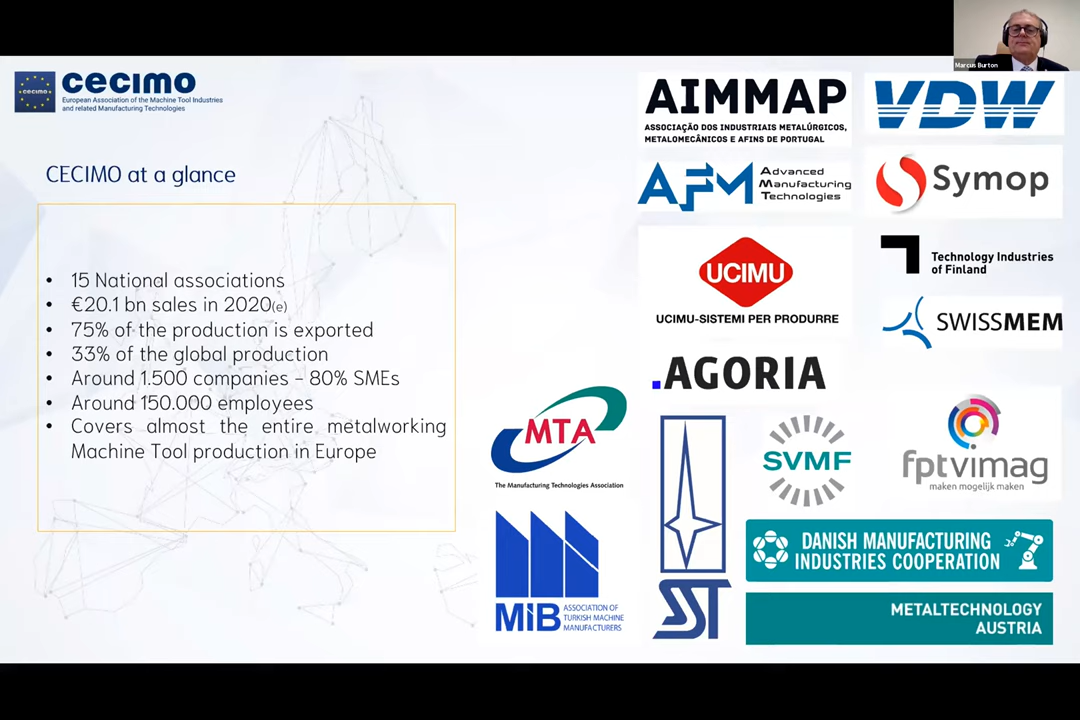 Marcus Burton
cecimo
cecimo
European Association of the Machine Tool Industries
and related Manufacturing Technologies
CECIMO at a glance
• 15 National associations
• €20.1 bn sales in 2020(e)
• 75% of the production is exported
• 33% of the global production
• Around 1.500 companies – 80% SMEs
• Around 150.000 employees
• Covers almost the entire metalworking
Machine Tool production in Europe
AIMMAP
ASSOCIAÇÃO DOS INDUSTRIAIS METALÚRGICOS,
METALOMECÂNICOS E AFINS DE PORTUGAL
VDW
AFM
Advanced
Manufacturing
Technologies
Symop
UCIMU
UCIMU-SISTEMI PER PRODURRE
Technology Industries
of Finland
SWISSMEM
.AGORIA
MTA
The Manufacturing Technologies Association
SVMF
fptvimag
maken mogelijk maken
MiB
ASSOCIATION OF
TURKISH MACHINE
MANUFACTURERS
SST
DANISH MANUFACTURING
INDUSTRIES COOPERATION
METALTECHNOLOGY
AUSTRIA